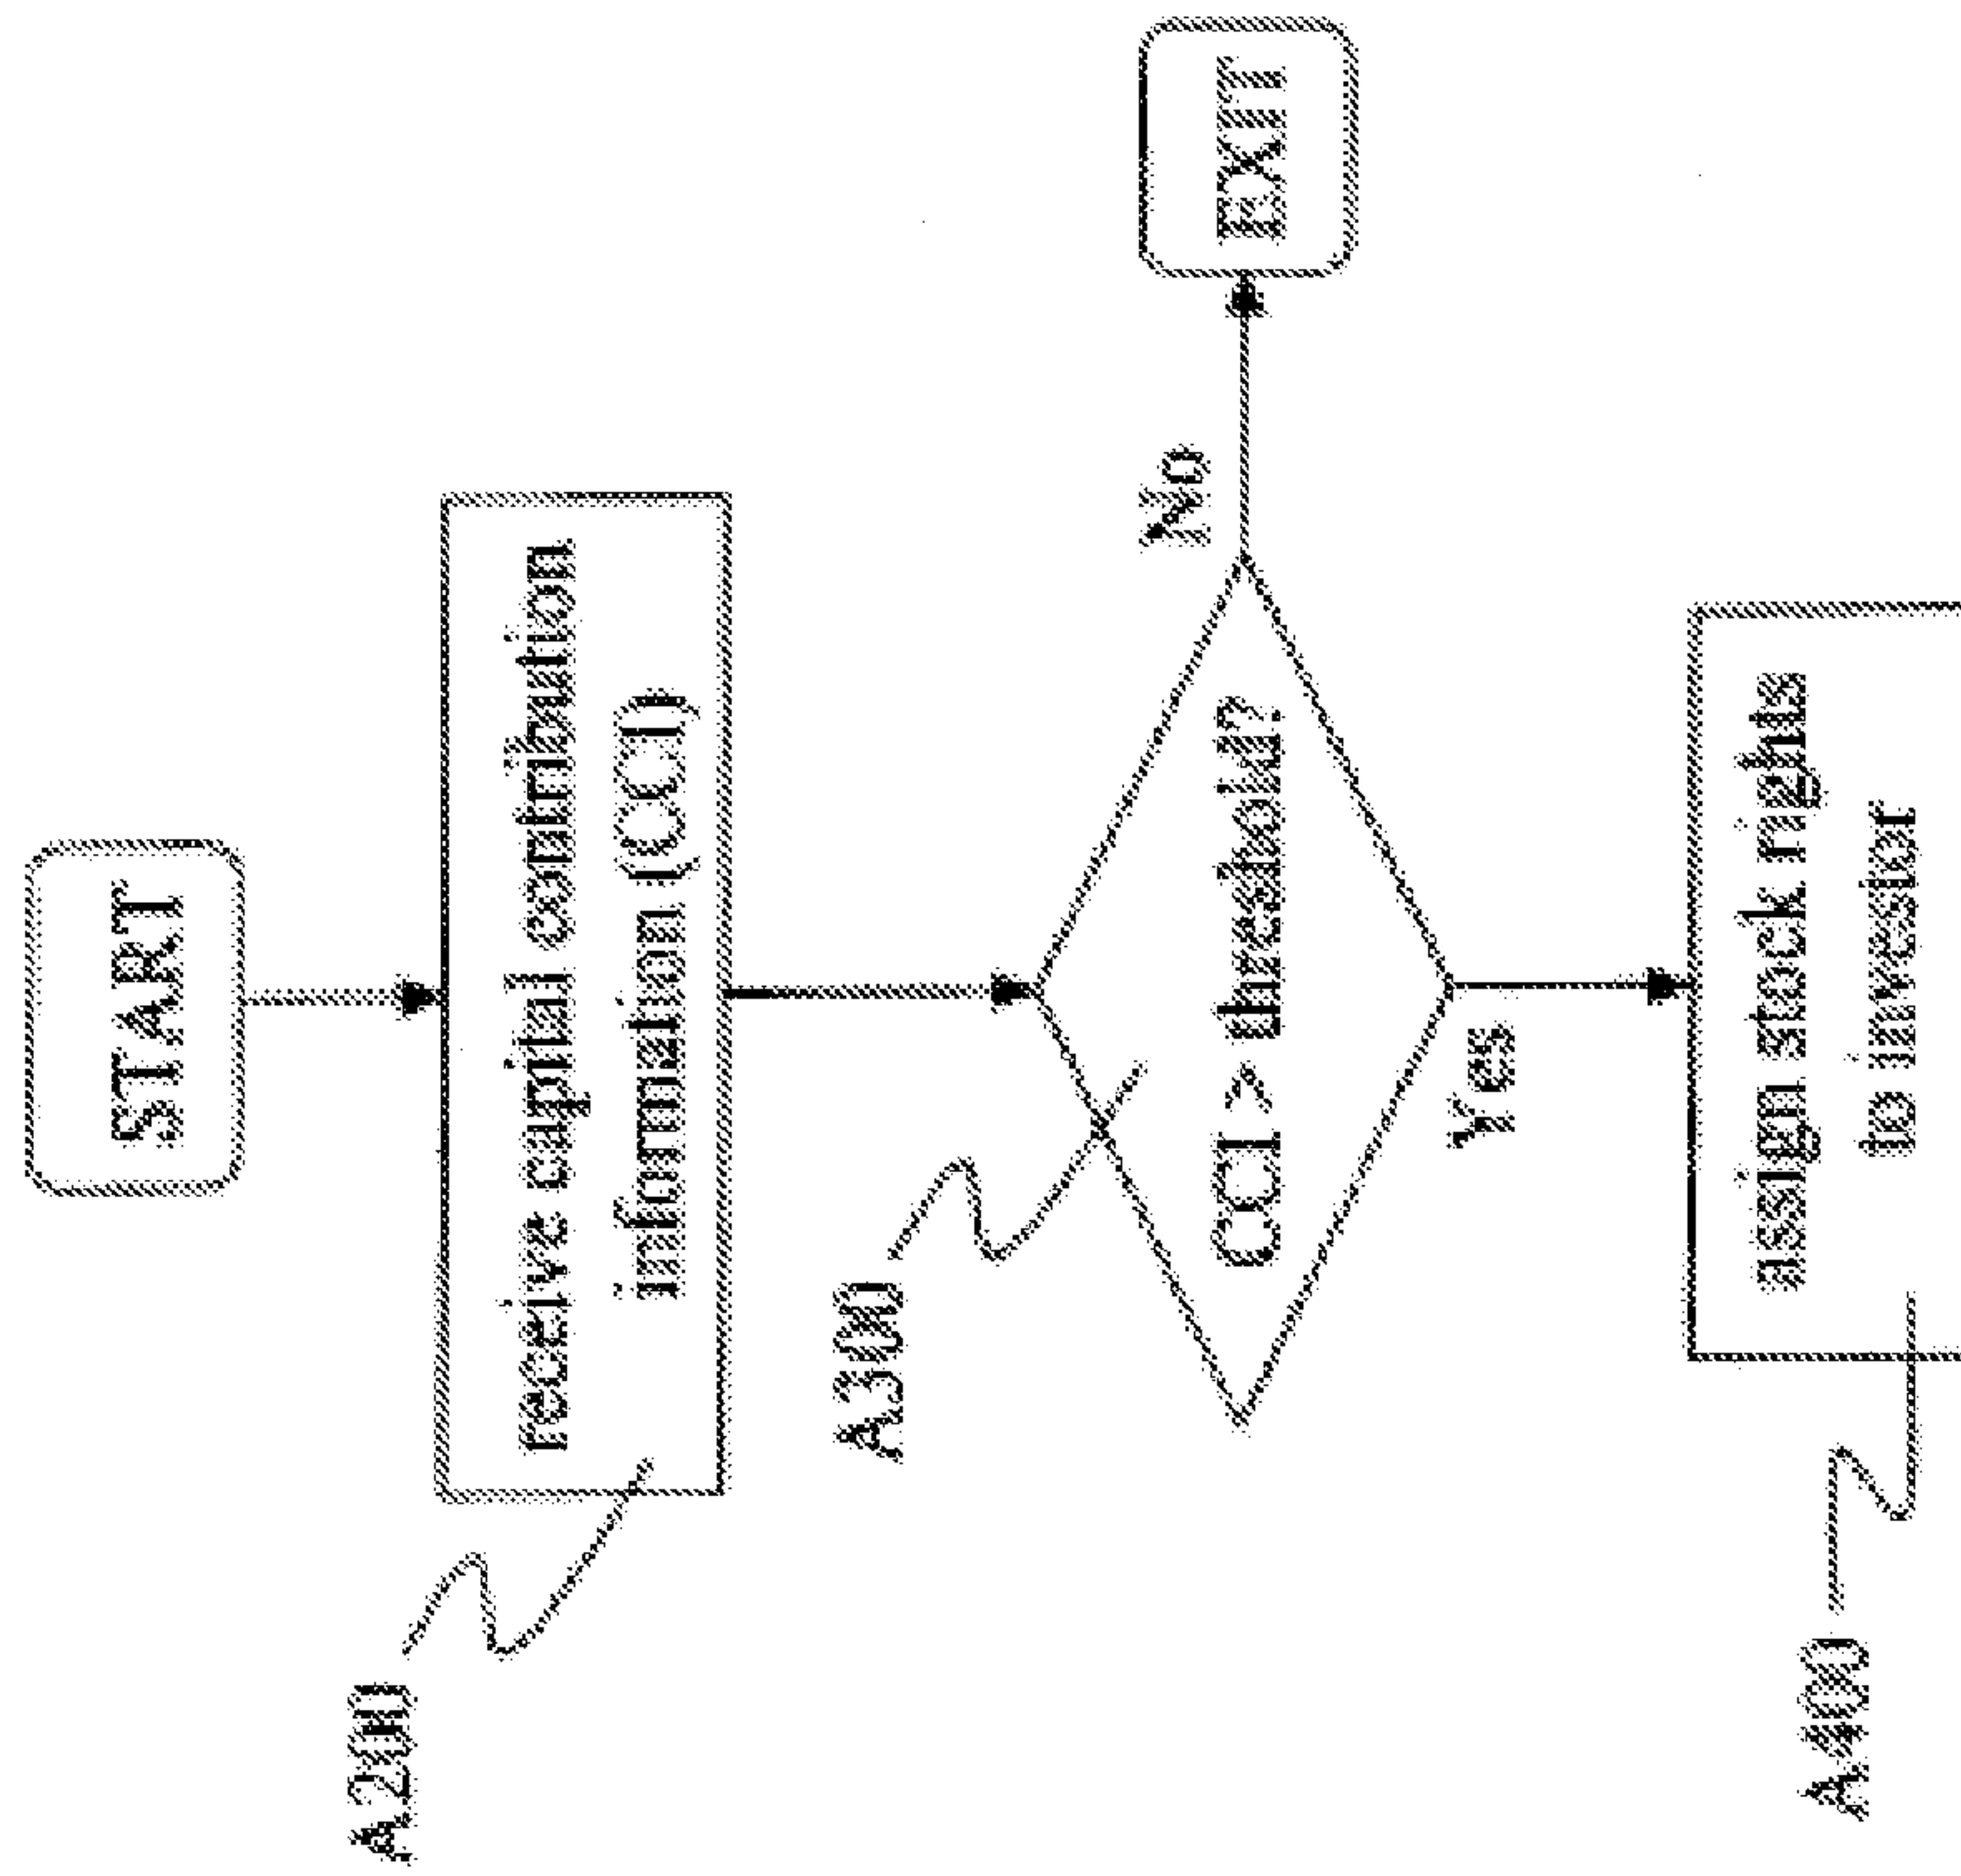 START
A200
receive capital contribution
information (CCI)
A300
CCI > threshold?
No
EXIT
Yes
A400
assign stock rights
to investor